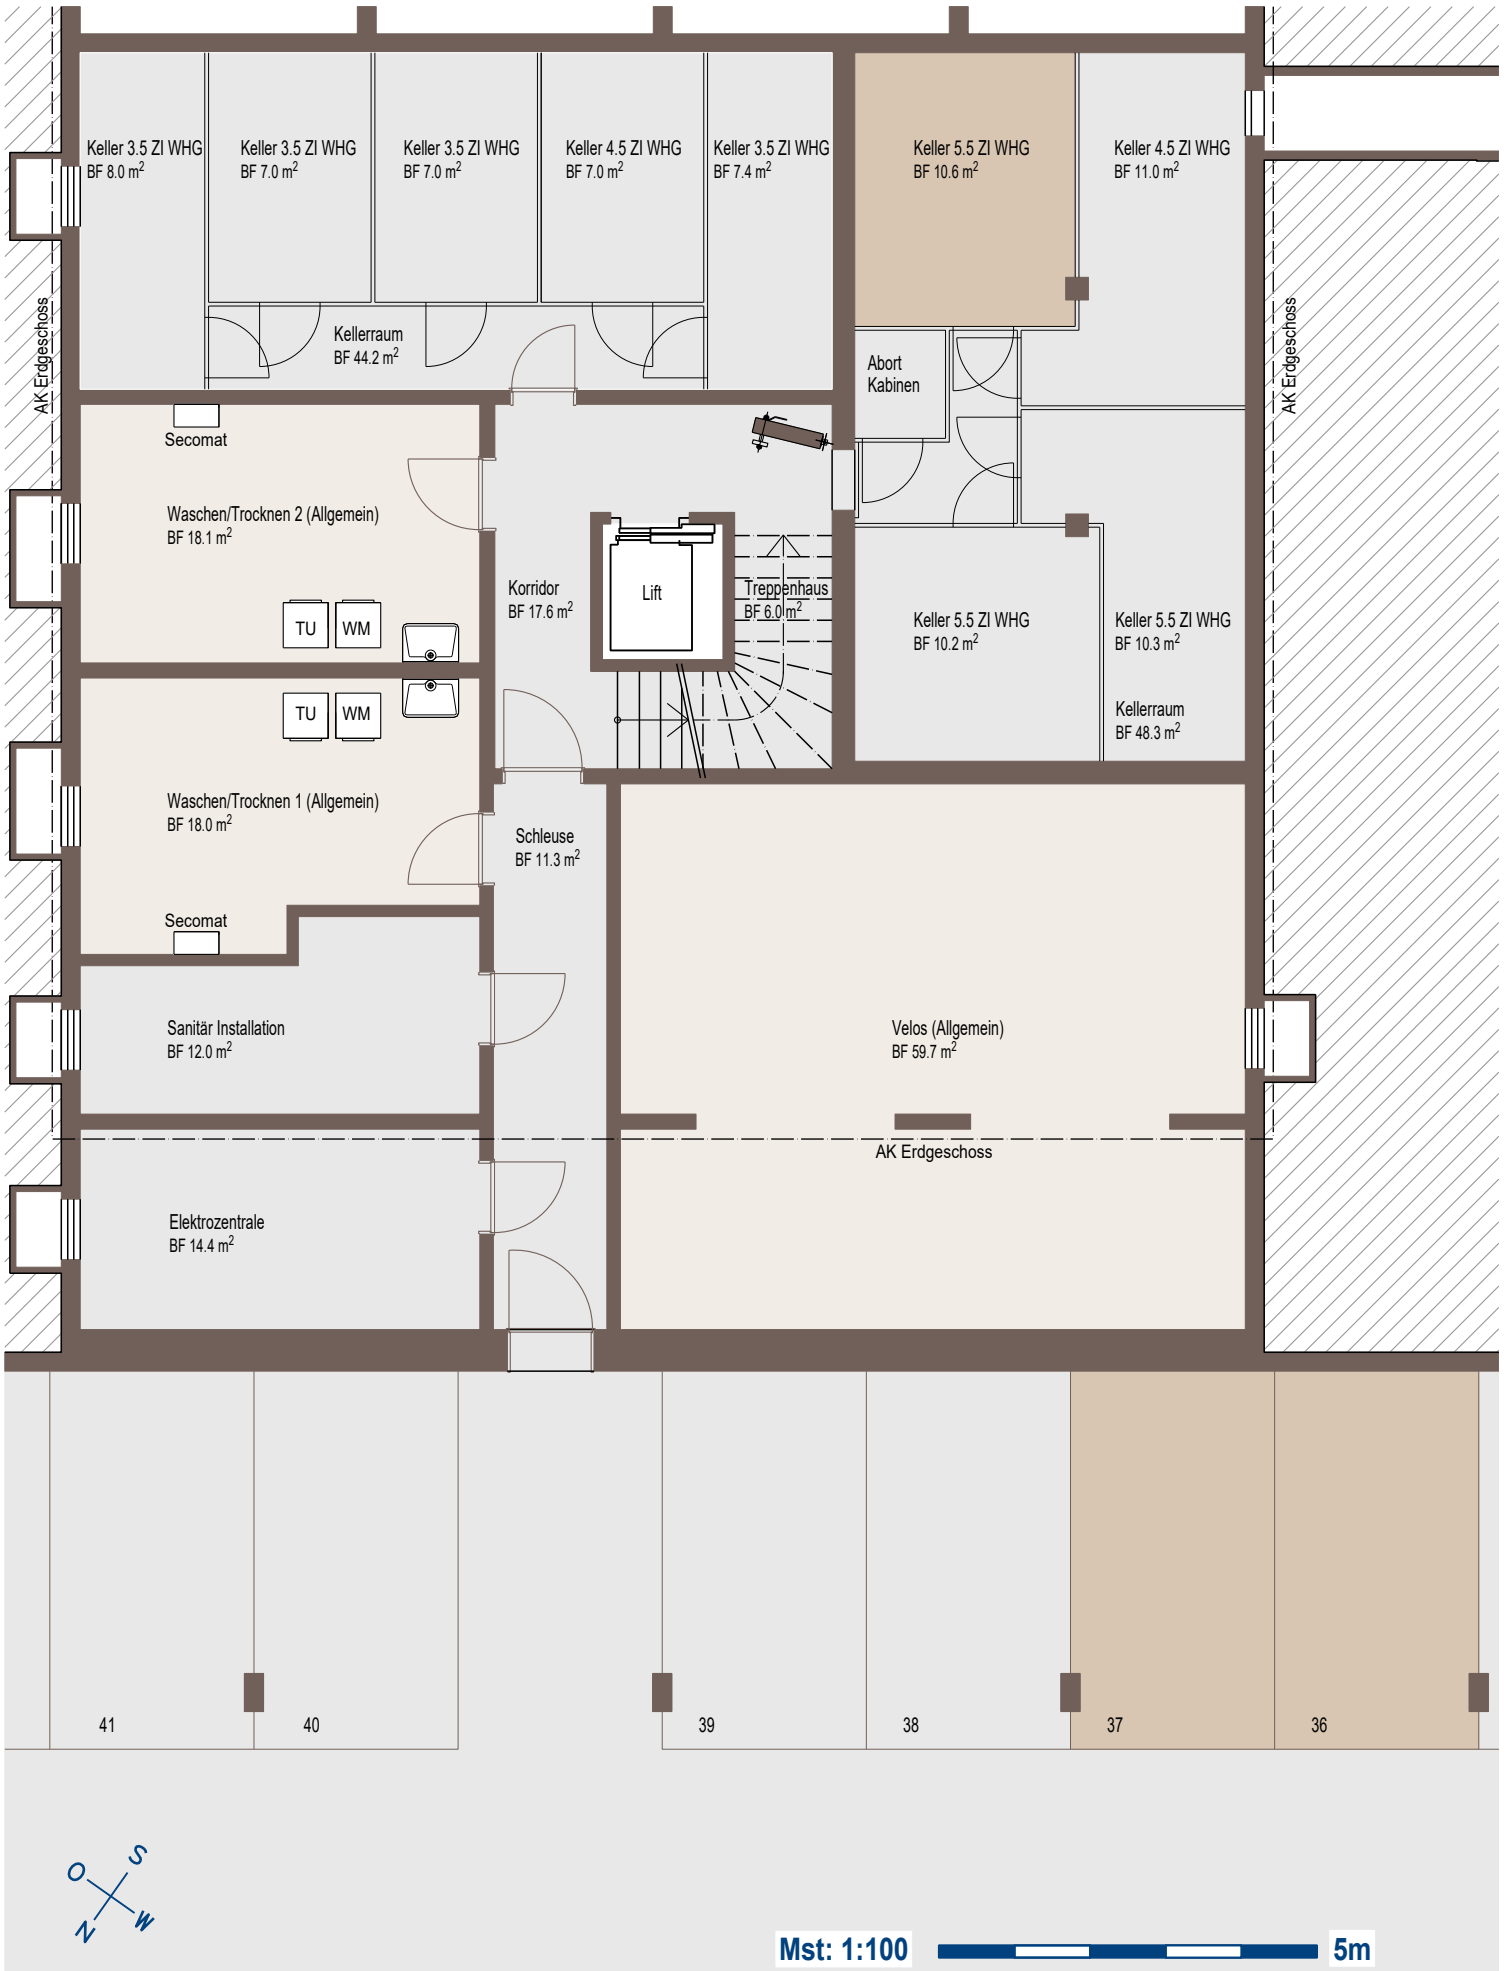 Keller 3.5 ZI WHG
BF 8.0 m²
Keller 3.5 ZI WHG
BF 7.0 m²
Keller 3.5 ZI WHG
BF 7.0 m²
Keller 4.5 ZI WHG
BF 7.0 m²
Keller 3.5 ZI WHG
BF 7.4 m²
Keller 5.5 ZI WHG
BF 10.6 m²
Keller 4.5 ZI WHG
BF 11.0 m²
AK Erdgeschoss
Kellerraum
BF 44.2 m²
Abort
Kabinen
AK Erdgeschoss
Secomat
Waschen/Trocknen 2 (Allgemein)
BF 18.1 m²
TU
WM
Korridor
BF 17.6 m²
Lift
Treppenhaus
BF 6.0 m²
Keller 5.5 ZI WHG
BF 10.2 m²
Keller 5.5 ZI WHG
BF 10.3 m²
Kellerraum
BF 48.3 m²
TU
WM
Waschen/Trocknen 1 (Allgemein)
BF 18.0 m²
Secomat
Schleuse
BF 11.3 m²
Sanitär Installation
BF 12.0 m²
Velos (Allgemein)
BF 59.7 m²
AK Erdgeschoss
Elektrozentrale
BF 14.4 m²
41
40
39
38
37
36
S
O
N
W
Mst: 1:100
5m